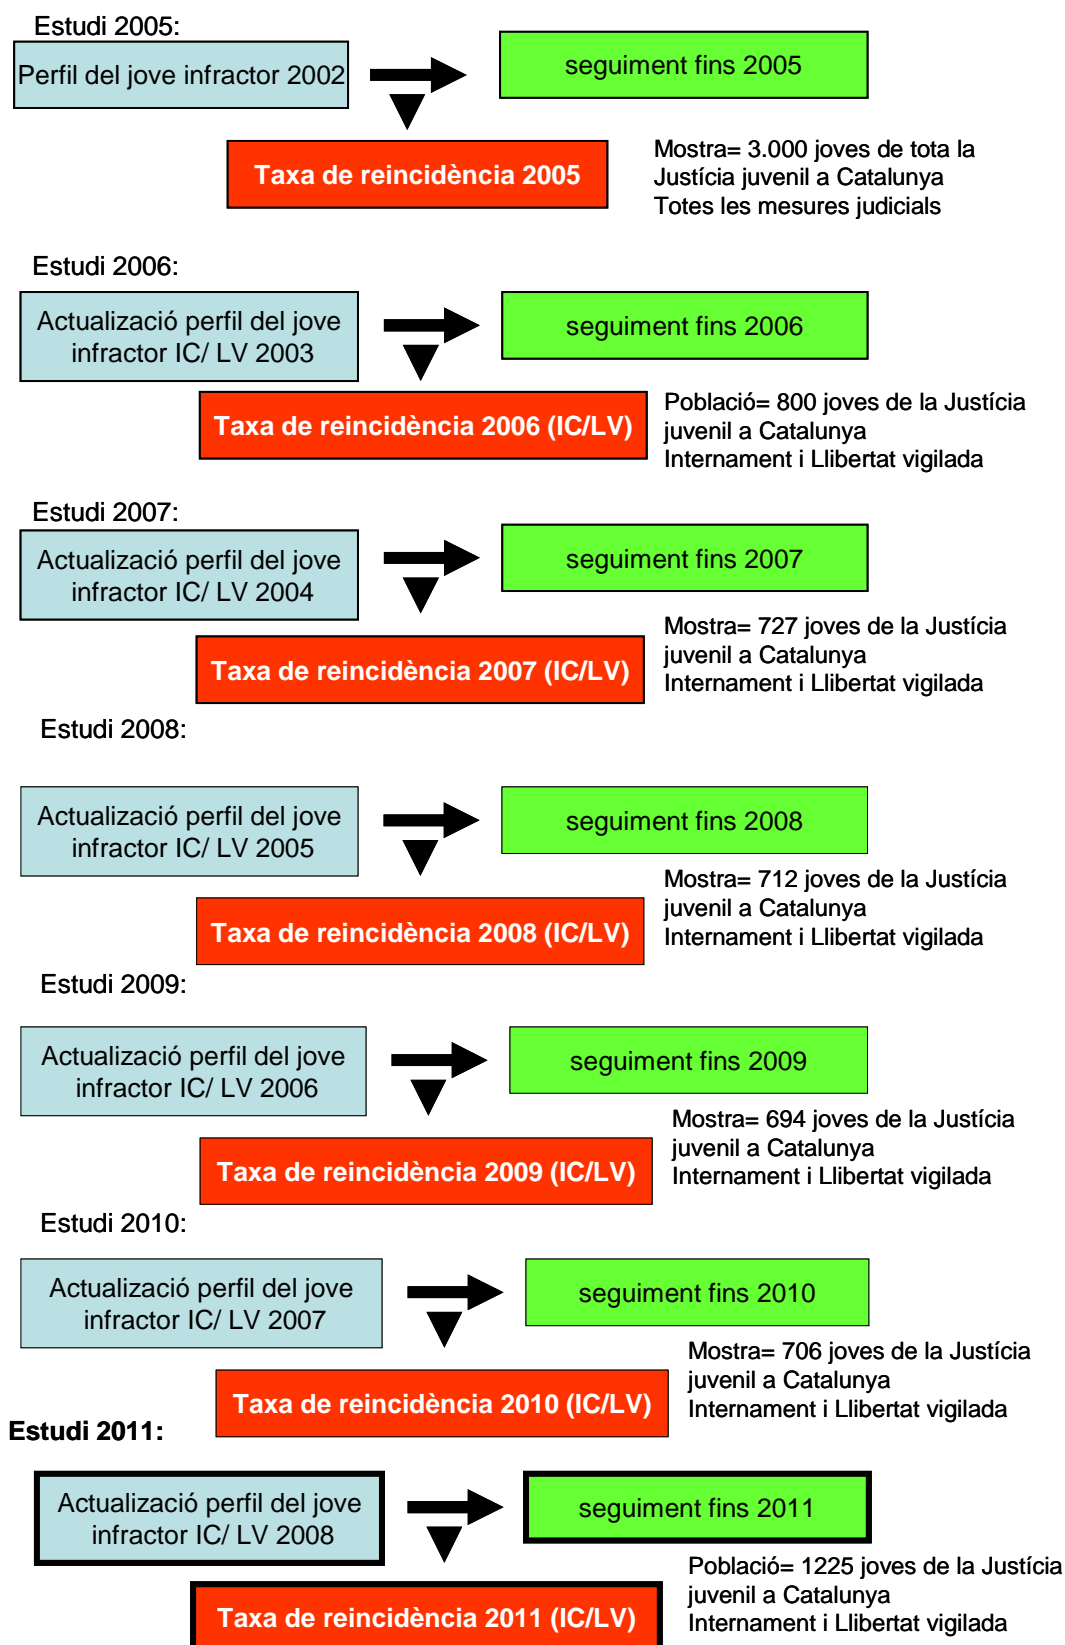 Estudi 2005:
Perfil del jove infractor 2002
seguiment fins 2005
Taxa de reincidència 2005
Mostra= 3.000 joves de tota la
Justícia juvenil a Catalunya
Totes les mesures judicials
Estudi 2006:
Actualizació perfil del jove
infractor IC/ LV 2003
seguiment fins 2006
Taxa de reincidència 2006 (IC/LV)
Població= 800 joves de la Justícia
juvenil a Catalunya
Internament i Llibertat vigilada
Estudi 2007:
Actualizació perfil del jove
infractor IC/ LV 2004
seguiment fins 2007
Taxa de reincidència 2007 (IC/LV)
Mostra= 727 joves de la Justícia
juvenil a Catalunya
Internament i Llibertat vigilada
Estudi 2008:
Actualizació perfil del jove
infractor IC/ LV 2005
seguiment fins 2008
Taxa de reincidència 2008 (IC/LV)
Mostra= 712 joves de la Justícia
juvenil a Catalunya
Internament i Llibertat vigilada
Estudi 2009:
Actualizació perfil del jove
infractor IC/ LV 2006
seguiment fins 2009
Taxa de reincidència 2009 (IC/LV)
Mostra= 694 joves de la Justícia
juvenil a Catalunya
Internament i Llibertat vigilada
Estudi 2010:
Actualizació perfil del jove
infractor IC/ LV 2007
seguiment fins 2010
Taxa de reincidència 2010 (IC/LV)
Mostra= 706 joves de la Justícia
juvenil a Catalunya
Internament i Llibertat vigilada
Estudi 2011:
Actualizació perfil del jove
infractor IC/ LV 2008
seguiment fins 2011
Taxa de reincidència 2011 (IC/LV)
Població= 1225 joves de la Justícia
juvenil a Catalunya
Internament i Llibertat vigilada